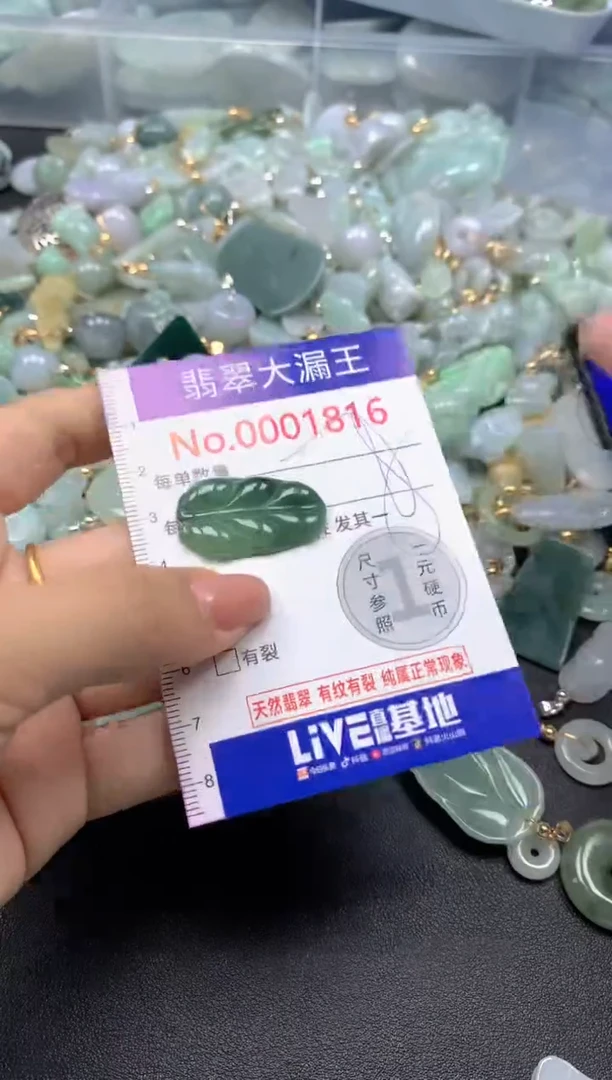 翡翠大漏王
No.0001816
1
2 每单数量
3 每 发其一
尺寸参照
1
一元硬币
6 有裂
天然翡翠 有纹有裂 纯属正常现象
7
LiVE直播基地
8